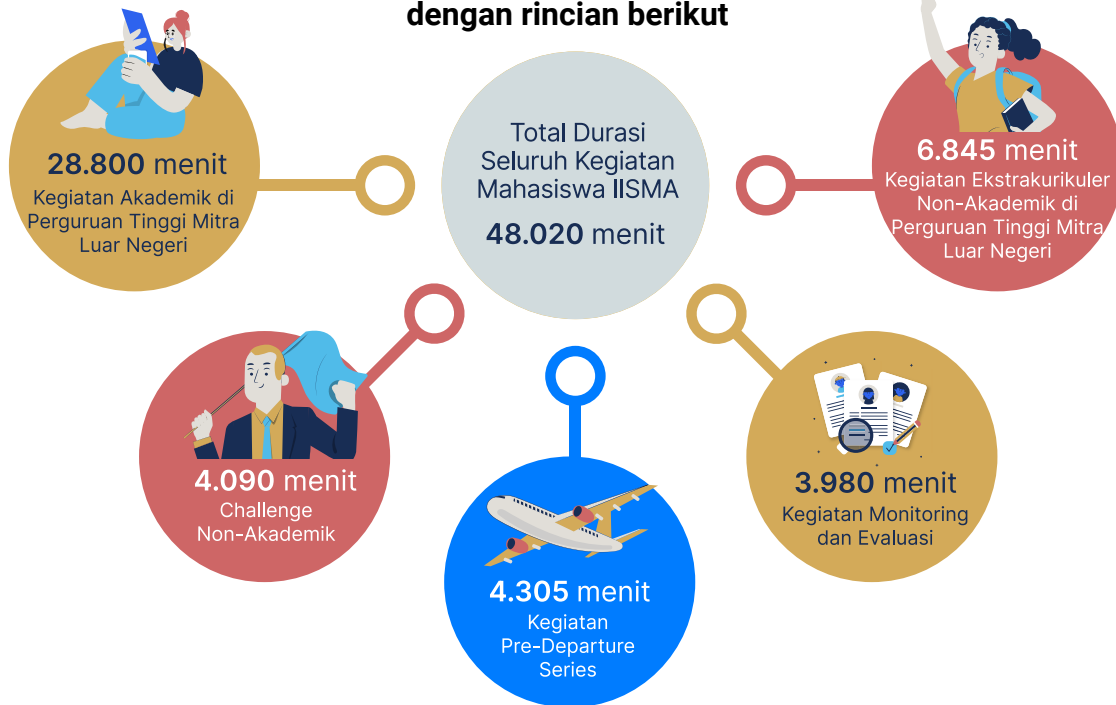 dengan rincian berikut
28.800 menit
Kegiatan Akademik di
Perguruan Tinggi Mitra
Luar Negeri
Total Durasi
Seluruh Kegiatan
Mahasiswa IISMA
48.020 menit
6.845 menit
Kegiatan Ekstrakurikuler
Non-Akademik di
Perguruan Tinggi Mitra
Luar Negeri
4.090 menit
Challenge
Non-Akademik
4.305 menit
Kegiatan
Pre-Departure
Series
3.980 menit
Kegiatan Monitoring
dan Evaluasi